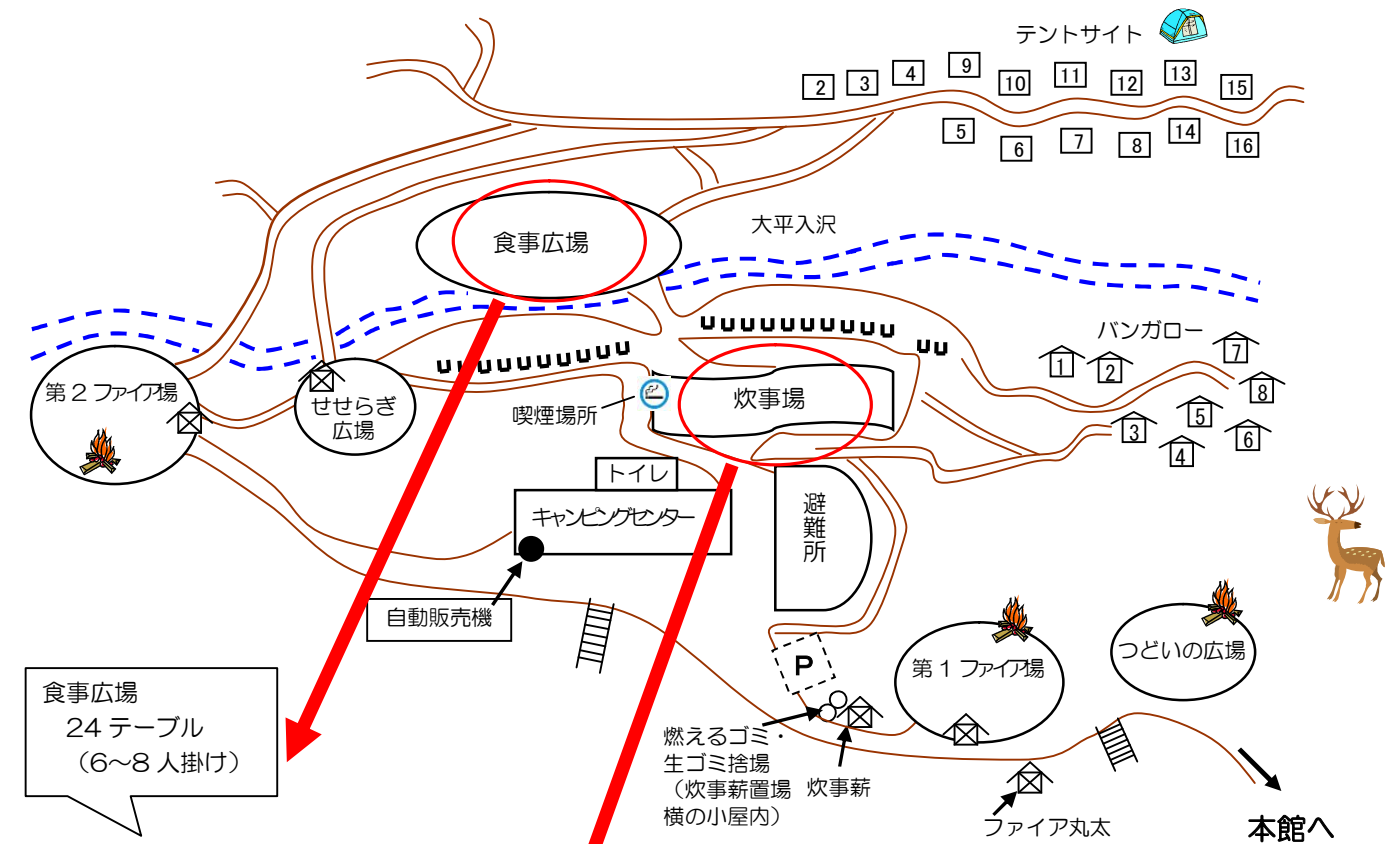 テントサイト
2
3
4
9
10
11
12
13
15
5
6
7
8
14
16
大平入沢
食事広場
バンガロー
1
2
7
8
3
4
5
6
第2ファイア場
せせらぎ
広場
喫煙場所
炊事場
トイレ
キャンピングセンター
避
難
所
自動販売機
P
第1ファイア場
つどいの広場
食事広場
24テーブル
(6~8人掛け)
燃えるゴミ・
生ゴミ捨場
(炊事薪置場
横の小屋内)
炊事薪
ファイア丸太
本館へ